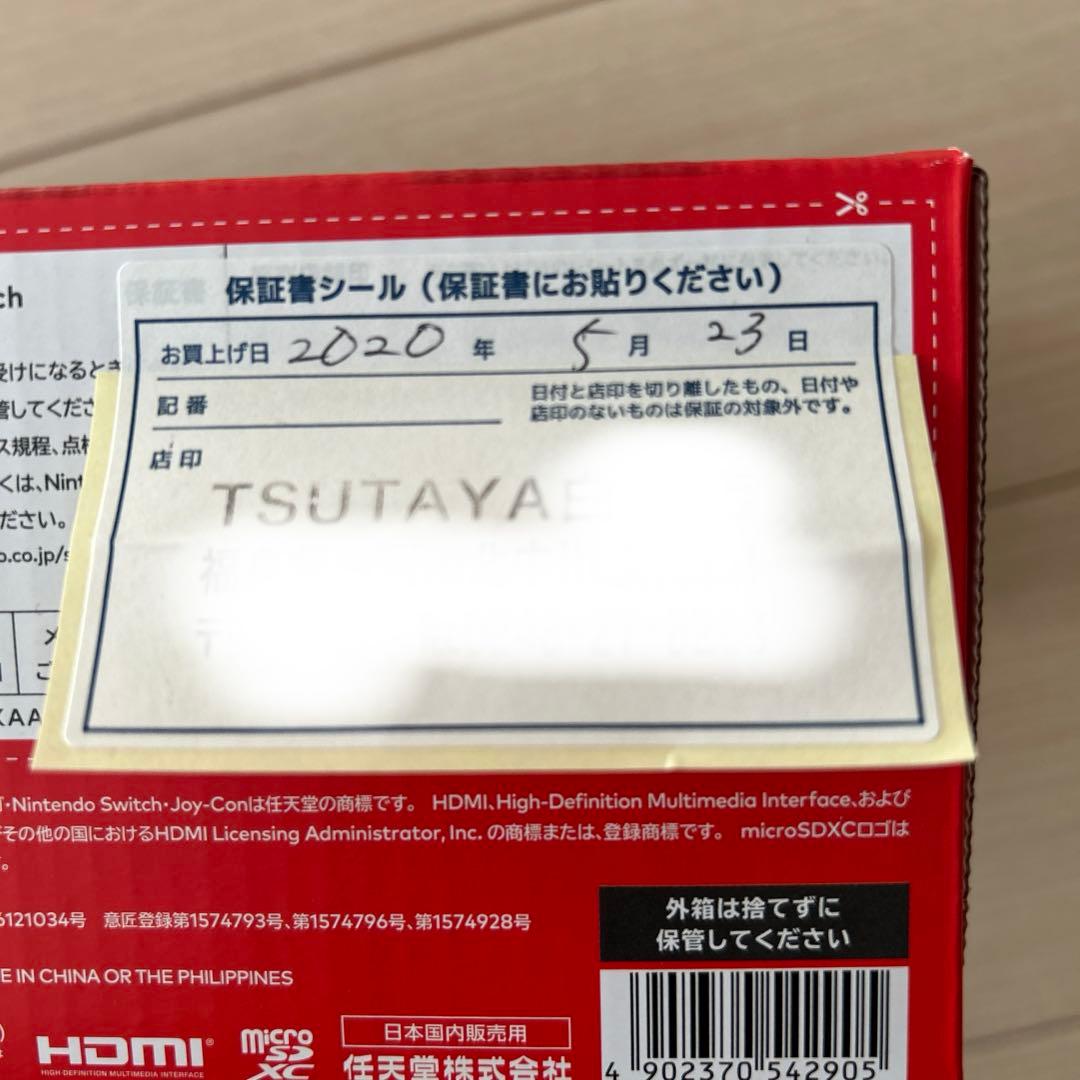 ch
保証書シール（保証書にお貼りください）
お買上げ日 2020 年 5 月 23 日
記番
日付と店印を切り離したもの、日付や
店印のないものは保証の対象外です。
店印
TSUTAYA
受けになるとき
管してくださ
ス規程、点検
くは、Nint
ださい。
o.co.jp/s
KAA
・Nintendo Switch・Joy-Conは任天堂の商標です。 HDMI、High-Definition Multimedia Interface、および
その他の国におけるHDMI Licensing Administrator, Inc. の商標または、登録商標です。 microSDXCロゴは
す。
6121034号 意匠登録第1574793号、第1574796号、第1574928号
E IN CHINA OR THE PHILIPPINES
外箱は捨てずに
保管してください
HDMI
HIGH-DEFINITION MULTIMEDIA INTERFACE
micro
SD
XC
日本国内販売用
任天堂株式会社
4 902370 542905